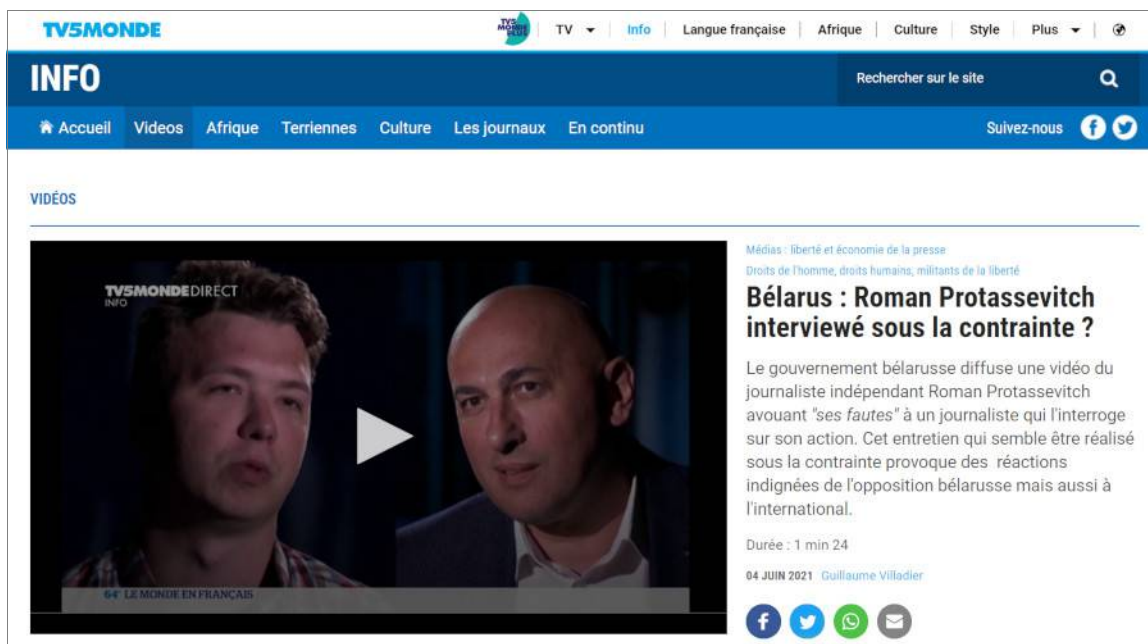 TV5MONDE
TV5
MONDE
PLUS
TV
Info
Langue française
Afrique
Culture
Style
Plus
INFO
Rechercher sur le site
Accueil
Videos
Afrique
Terriennes
Culture
Les journaux
En continu
Suivez-nous
VIDÉOS
TV5MONDEDIRECT
INFO
64' LE MONDE EN FRANÇAIS
Médias : liberté et économie de la presse
Droits de l'homme, droits humains, militants de la liberté
Bélarus : Roman Protassevitch
interviewé sous la contrainte ?
Le gouvernement bélarusse diffuse une vidéo du
journaliste indépendant Roman Protassevitch
avouant "ses fautes" à un journaliste qui l'interroge
sur son action. Cet entretien qui semble être réalisé
sous la contrainte provoque des réactions
indignées de l'opposition bélarusse mais aussi à
l'international.
Durée : 1 min 24
04 JUIN 2021 Guillaume Villadier